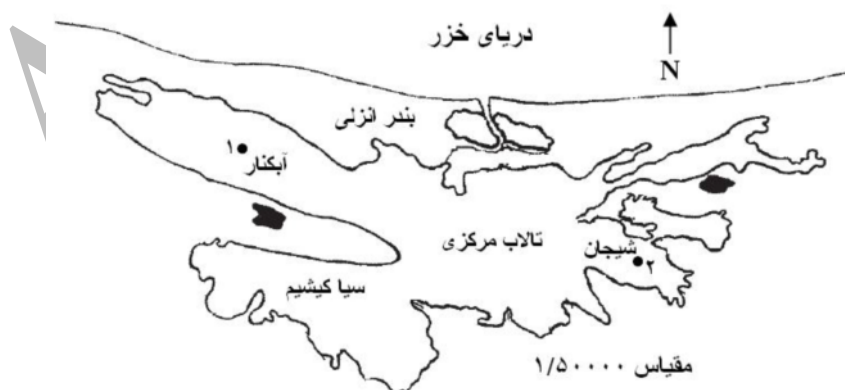 دریای خزر
N
بندر انزلی
۱
آبکنار
تالاب مرکزی
شیجان
۲
سیا کیشیم
مقیاس ۱/۵۰۰۰۰